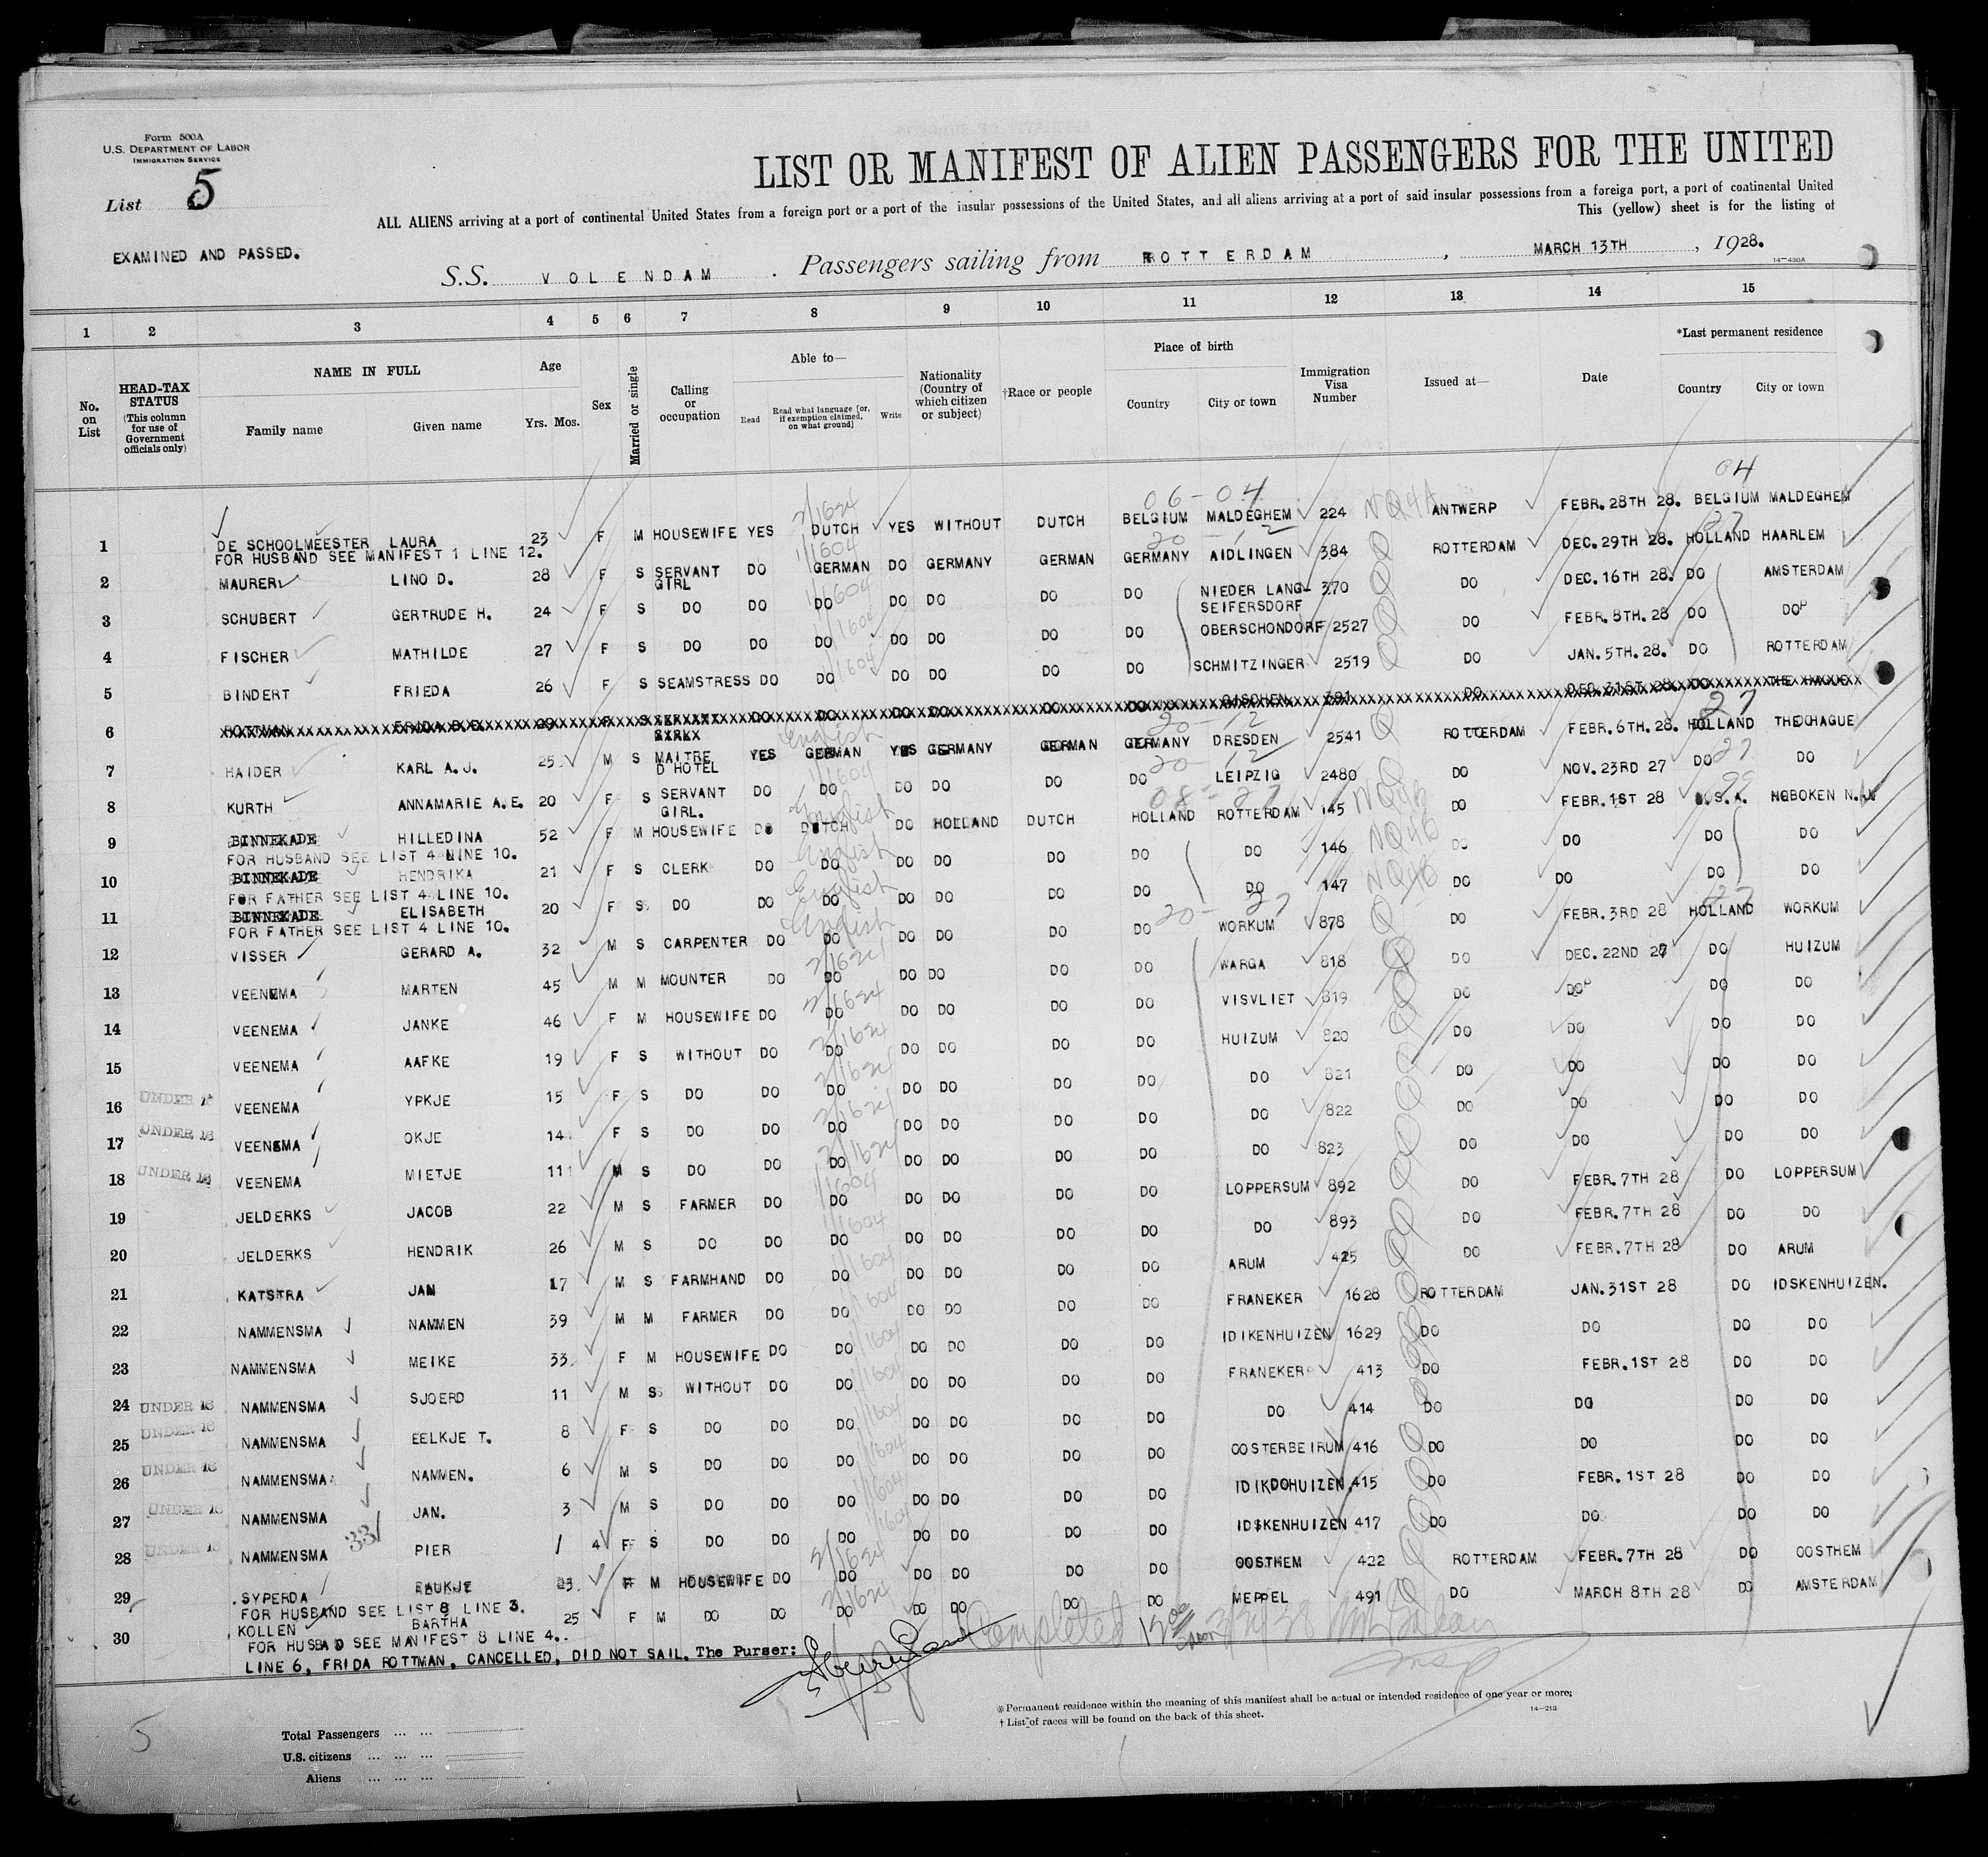 Form 500A
U.S. DEPARTMENT OF LABOR
IMMIGRATION SERVICE
List 5
EXAMINED AND PASSED.
LIST OR MANIFEST OF ALIEN PASSENGERS FOR THE UNITED
ALL ALIENS arriving at a port of continental United States from a foreign port or a port of the insular possessions of the United States, and all aliens arriving at a port of said insular possessions from a foreign port, a port of continental United
This (yellow) sheet is for the listing of
S.S. VOLENDAM. Passengers sailing from ROTTERDAM, MARCH 13TH, 1928.
14—430A
1 2 3 4 5 6 7 8 9 10 11 12 13 14 15
No. on List
HEAD-TAX STATUS (This column for use of Government officials only)
NAME IN FULL Family name Given name
Age Yrs. Mos.
Sex
Married or single
Calling or occupation
Able to— Read Read what language [or, if exemption claimed, on what ground] Write
Nationality (Country of which citizen or subject)
†Race or people
Place of birth Country City or town
Immigration Visa Number
Issued at—
Date
*Last permanent residence Country City or town
06-04 04
1 DE SCHOOLMEESTER LAURA 23 F M HOUSEWIFE YES DUTCH YES WITHOUT DUTCH BELGIUM MALDEGHEM 224 NQ4A ANTWERP FEBR.28TH 28. BELGIUM MALDEGHEM
FOR HUSBAND SEE MANIFEST 1 LINE 12.
2 MAURER LINO D. 28 F S SERVANT GIRL DO GERMAN DO GERMANY GERMAN GERMANY AIDLINGEN 384 ROTTERDAM DEC.29TH 28. HOLLAND HAARLEM
3 SCHUBERT GERTRUDE H. 24 F S DO DO DO DO DO DO DO NIEDER LANG-SEIFERSDORF 370 DO DEC.16TH 28. DO AMSTERDAM
4 FISCHER MATHILDE 27 F S DO DO DO DO DO DO DO OBERSCHONDORF 2527 DO FEBR.8TH.28 DO DO
5 BINDERT FRIEDA 26 F S SEAMSTRESS DO DO DO DO DO DO SCHMITZINGER 2519 DO JAN.5TH.28. DO ROTTERDAM
6 ROTTMAN FRIDA 29 F S DO DO DO DO DO DO 381 DO DEC 31ST 28 DO THE HAGUE
7 HAIDER KARL A.J. 25 M S MAITRE D'HOTEL YES GERMAN YES GERMANY GERMAN GERMANY DRESDEN 2541 ROTTERDAM FEBR.6TH.28. HOLLAND THE HAGUE
8 KURTH ANNAMARIE A.E. 20 F S SERVANT GIRL. DO DO DO DO DO DO LEIPZIG 2480 DO NOV.23RD 27 DO DO
9 BINNEKADE HILLEDINA 52 F M HOUSEWIFE DO DUTCH DO HOLLAND DUTCH HOLLAND ROTTERDAM 145 DO FEBR.1ST 28 U.S.A. HOBOKEN N.J.
FOR HUSBAND SEE LIST 4 LINE 10.
10 BINNEKADE HENDRIKA 21 F S CLERK DO DO DO DO DO DO DO 146 DO DO DO DO
FOR FATHER SEE LIST 4 LINE 10.
11 BINNEKADE ELISABETH 20 F S DO DO DO DO DO DO DO DO 147 DO DO DO DO
FOR FATHER SEE LIST 4 LINE 10.
12 VISSER GERARD A. 32 M S CARPENTER DO DO DO DO DO DO WORKUM 878 DO FEBR.3RD 28 HOLLAND WORKUM
13 VEENEMA MARTEN 45 M M MOUNTER DO DO DO DO DO DO WARGA 818 DO DEC.22ND 27 DO HUIZUM
14 VEENEMA JANKE 46 F M HOUSEWIFE DO DO DO DO DO DO VISVLIET 819 DO DO DO DO
15 VEENEMA AAFKE 19 F S WITHOUT DO DO DO DO DO DO HUIZUM 820 DO DO DO DO
16 UNDER 16 VEENEMA YPKJE 15 F S DO DO DO DO DO DO DO DO 821 DO DO DO DO
17 UNDER 16 VEENEMA OKJE 14 F S DO DO DO DO DO DO DO DO 822 DO DO DO DO
18 UNDER 16 VEENEMA MIETJE 11 M S DO DO DO DO DO DO DO DO 823 DO DO DO DO
19 JELDERKS JACOB 22 M S FARMER DO DO DO DO DO DO LOPPERSUM 892 DO FEBR.7TH 28 DO LOPPERSUM
20 JELDERKS HENDRIK 26 M S DO DO DO DO DO DO DO DO 893 DO FEBR.7TH 28 DO DO
21 KATSTRA JAN 17 M S FARMHAND DO DO DO DO DO DO ARUM 425 DO FEBR.7TH 28 DO ARUM
22 NAMMENSMA NAMMEN 39 M M FARMER DO DO DO DO DO DO FRANEKER 1628 ROTTERDAM JAN.31ST 28 DO IDSKENHUIZEN.
23 NAMMENSMA MEIKE 33 F M HOUSEWIFE DO DO DO DO DO DO IDIKENHUIZEN 1629 DO DO DO DO
24 UNDER 16 NAMMENSMA SJOERD 11 M S WITHOUT DO DO DO DO DO DO FRANEKER 413 DO FEBR.1ST 28 DO DO
25 UNDER 16 NAMMENSMA EELKJE T. 8 F S DO DO DO DO DO DO DO DO 414 DO DO DO DO
26 UNDER 16 NAMMENSMA NAMMEN. 6 M S DO DO DO DO DO DO DO OOSTERBEIRUM 416 DO DO DO DO
27 UNDER 16 NAMMENSMA JAN. 3 M S DO DO DO DO DO DO DO 415 DO FEBR.1ST 28 DO DO
28 UNDER 16 NAMMENSMA PIER 1 4 F S DO DO DO DO DO DO DO IDSKENHUIZEN 417 DO DO DO DO
29 SYPERDA BAUKJE 23. F M HOUSEWIFE DO DO DO DO DO DO OOSTHEM 422 ROTTERDAM FEBR.7TH 28 DO OOSTHEM
FOR HUSBAND SEE LIST 8 LINE 3.
30 KOLLEN BARTHA 25 F M DO DO DO DO DO DO DO MEPPEL 491 DO MARCH 8TH 28 DO AMSTERDAM
FOR HUSBAD SEE MANIFEST 8 LINE 4.
LINE 6, FRIDA ROTTMAN, CANCELLED, DID NOT SAIL. The Purser:
Completed
*Permanent residence within the meaning of this manifest shall be actual or intended residence of one year or more.
† List of races will be found on the back of this sheet.
14—213
5
Total Passengers
U.S. citizens
Aliens